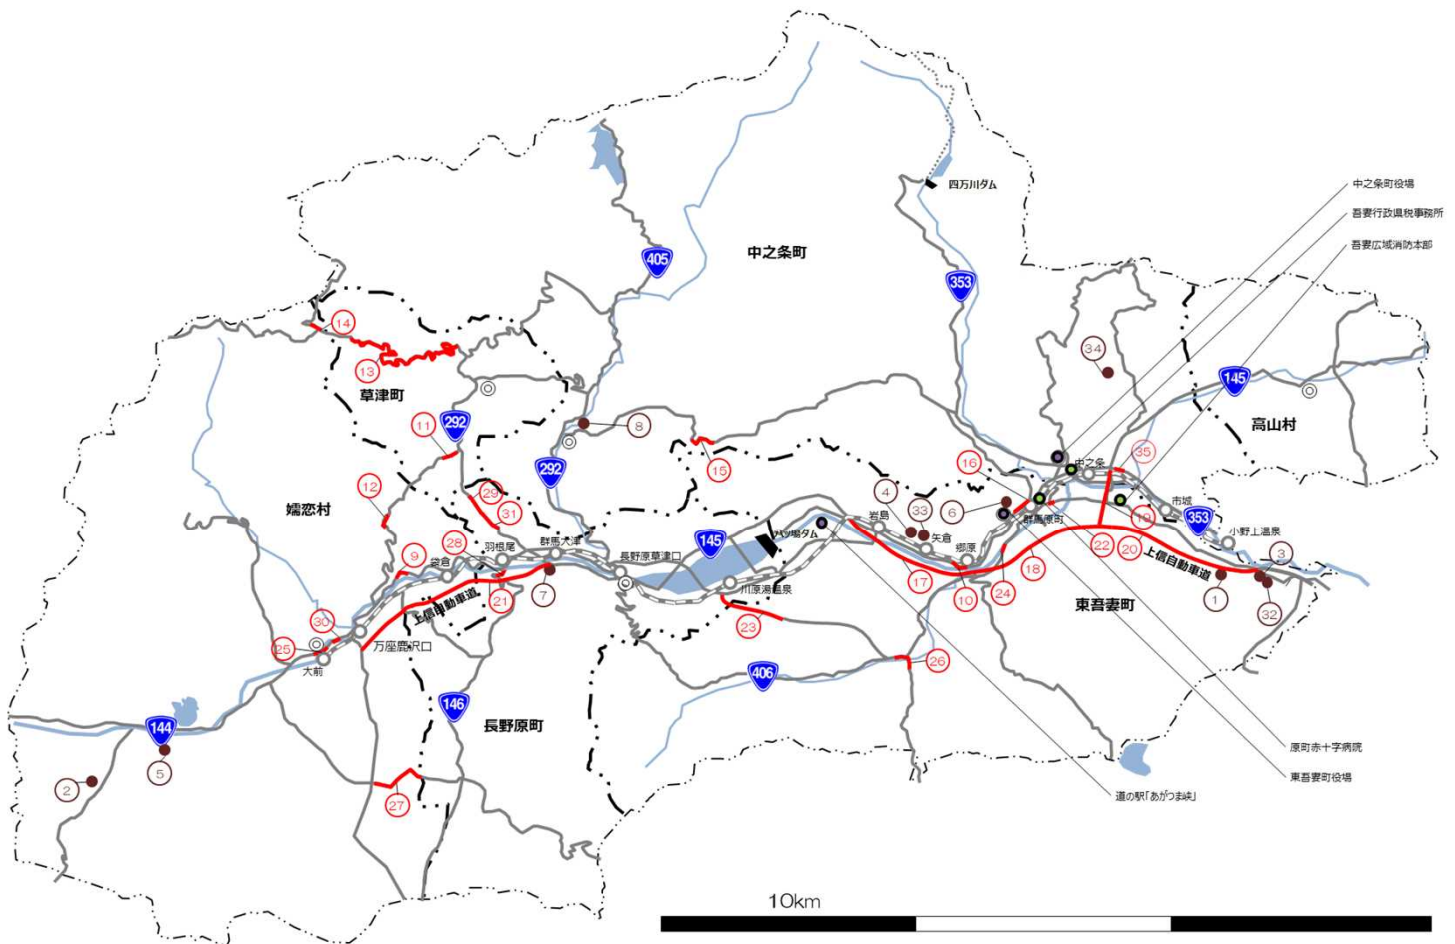 中之条町役場
四万川ダム
吾妻行政県税事務所
吾妻広域消防本部
中之条町
405
353
14
13
34
草津町
145
高山村
292
11
8
15
中之条
35
292
16
12
29
4
33
6
市城
嬬恋村
31
岩島
矢倉
群馬原町
19
353
小野上温泉
28
羽根尾
群馬大津
145
八ッ場ダム
郷原
22
20
上信自動車道
3
9
袋倉
長野原草津口
17
18
21
7
川原湯温泉
10
24
東吾妻町
1
32
上信自動車道
30
23
25
万座鹿沢口
26
大前
406
146
144
長野原町
原町赤十字病院
5
東吾妻町役場
2
27
道の駅「あがつま峡」
10km